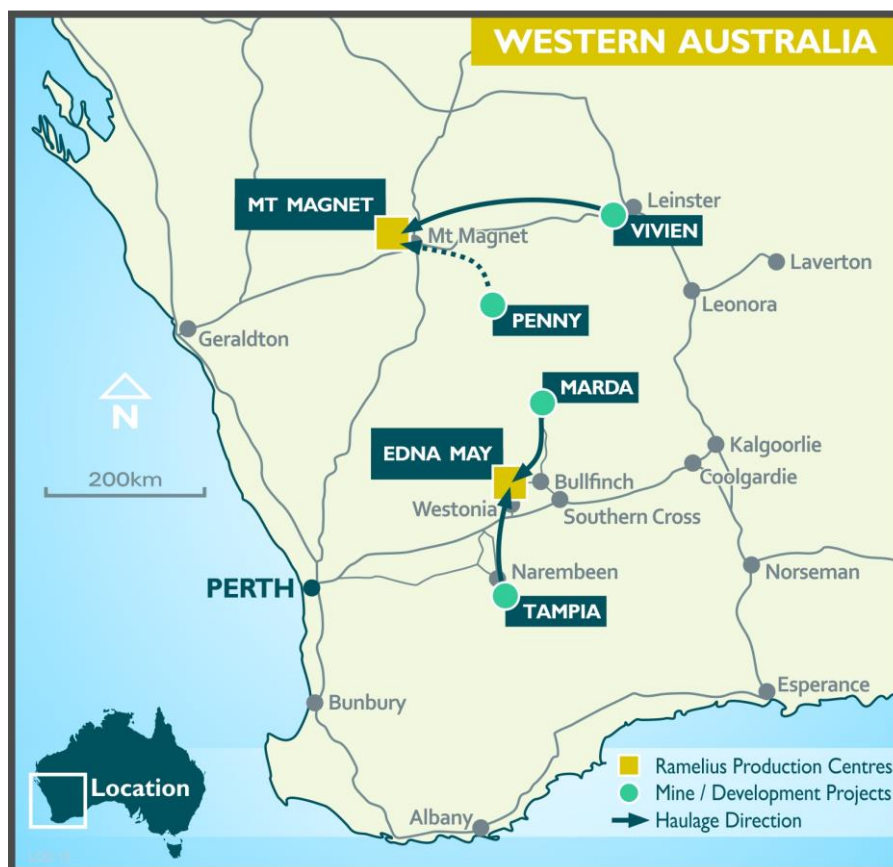 WESTERN AUSTRALIA
MT MAGNET
Leinster
VIVIEN
Mt Magnet
Laverton
Leonora
PENNY
Geraldton
N
200km
MARDA
EDNA MAY
Kalgoorlie
Coolgardie
Bullfinch
Westonia
Southern Cross
Narembeen
Norseman
PERTH
TAMPIA
Esperance
Bunbury
Location
Ramelius Production Centres
Mine / Development Projects
Haulage Direction
Albany